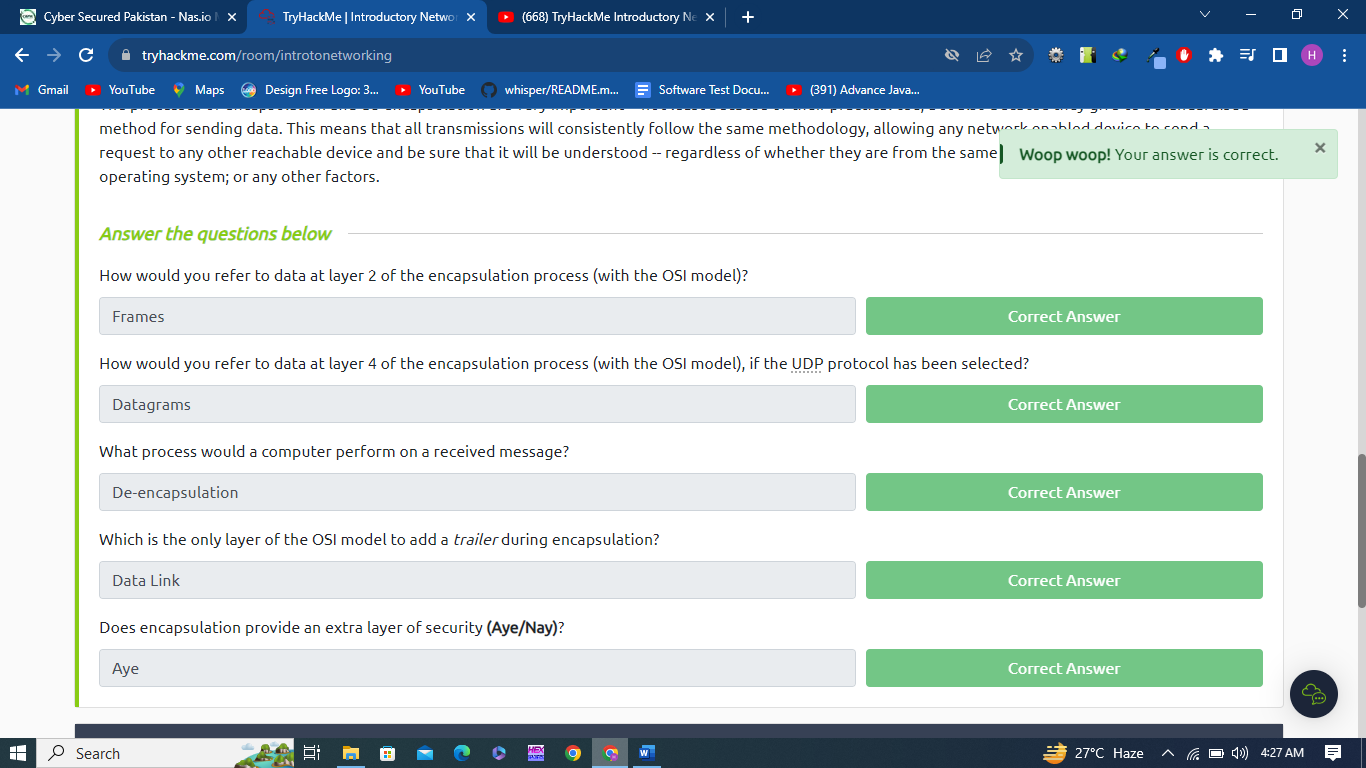 Cyber Secured Pakistan - Nas.io
TryHackMe | Introductory Networ
(668) TryHackMe Introductory Ne
tryhackme.com/room/introtonetworking
H
Gmail
YouTube
Maps
Design Free Logo: 3...
YouTube
whisper/README.m...
Software Test Docu...
(391) Advance Java...
method for sending data. This means that all transmissions will consistently follow the same methodology, allowing any network enabled device to send a
request to any other reachable device and be sure that it will be understood -- regardless of whether they are from the same
operating system; or any other factors.
Woop woop! Your answer is correct.
Answer the questions below
How would you refer to data at layer 2 of the encapsulation process (with the OSI model)?
Frames
Correct Answer
How would you refer to data at layer 4 of the encapsulation process (with the OSI model), if the UDP protocol has been selected?
Datagrams
Correct Answer
What process would a computer perform on a received message?
De-encapsulation
Correct Answer
Which is the only layer of the OSI model to add a trailer during encapsulation?
Data Link
Correct Answer
Does encapsulation provide an extra layer of security (Aye/Nay)?
Aye
Correct Answer
Search
27°C Haze
4:27 AM